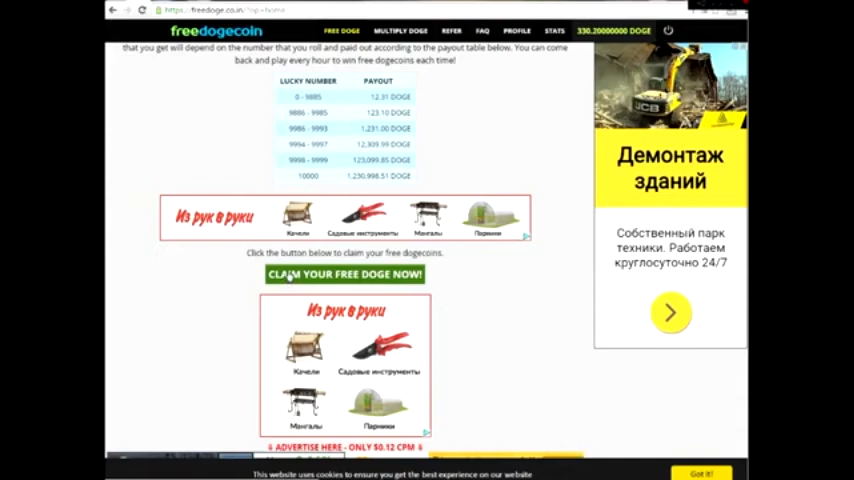 https://freedoge.co.in/?op=home
freedogecoin
FREE DOGE MULTIPLY DOGE REFER FAQ PROFILE STATS 330.20000000 DOGE
that you get will depend on the number that you roll and paid out according to the payout table below. You can come
back and play every hour to win free dogecoins each time!
LUCKY NUMBER PAYOUT
0 - 9885 12.31 DOGE
9886 - 9985 123.10 DOGE
9986 - 9993 1,231.00 DOGE
9994 - 9997 12,309.99 DOGE
9998 - 9999 123,099.85 DOGE
10000 1,230,998.51 DOGE
Из рук в руки
Качели Садовые инструменты Мангалы Парники
Click the button below to claim your free dogecoins.
CLAIM YOUR FREE DOGE NOW!
Из рук в руки
Качели Садовые инструменты
Мангалы Парники
ADVERTISE HERE - ONLY $0.12 CPM
JCB
Демонтаж
зданий
Собственный парк
техники. Работаем
круглосуточно 24/7
This website uses cookies to ensure you get the best experience on our website
Got it!